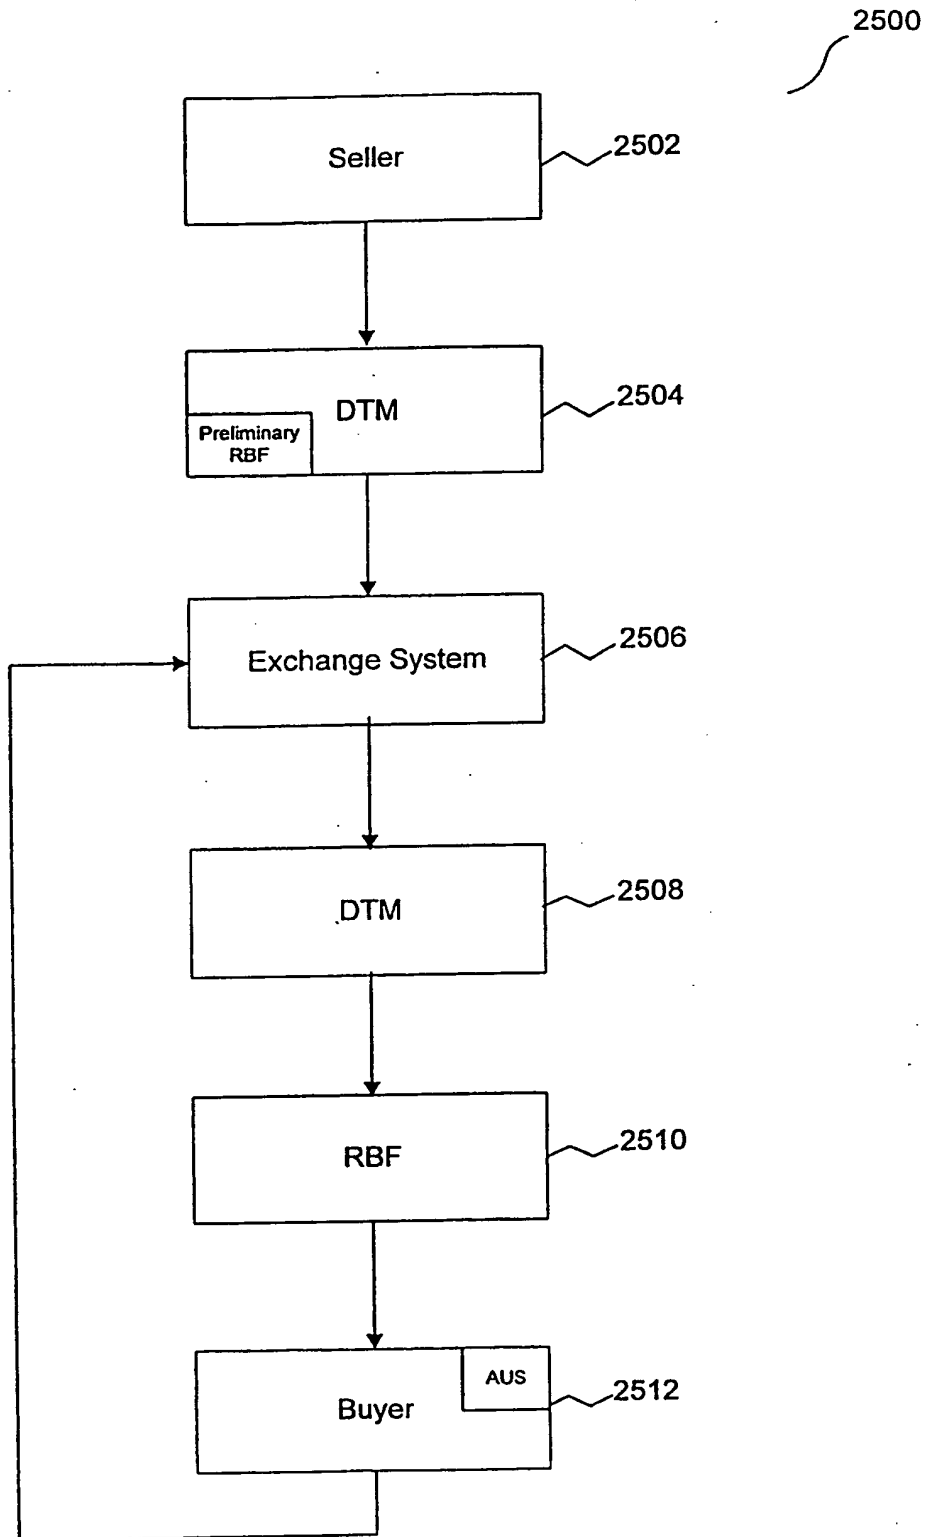 2500
Seller
2502
DTM
2504
Preliminary
RBF
Exchange System
2506
DTM
2508
RBF
2510
AUS
Buyer
2512